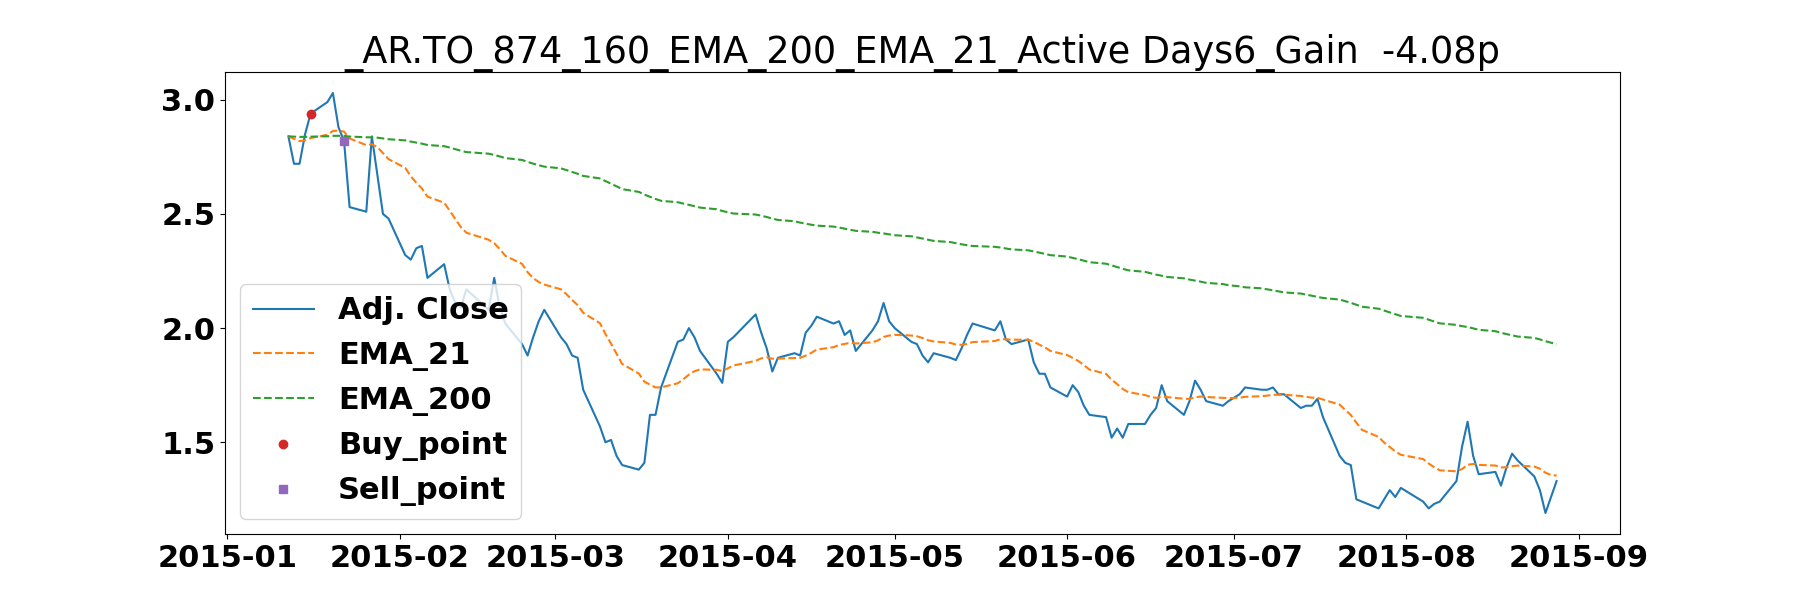 _AR.TO_874_160_EMA_200_EMA_21_Active Days6_Gain  -4.08p
3.0
2.5
2.0
1.5
Adj. Close
EMA_21
EMA_200
Buy_point
Sell_point
2015-01 2015-02 2015-03 2015-04 2015-05 2015-06 2015-07 2015-08 2015-09